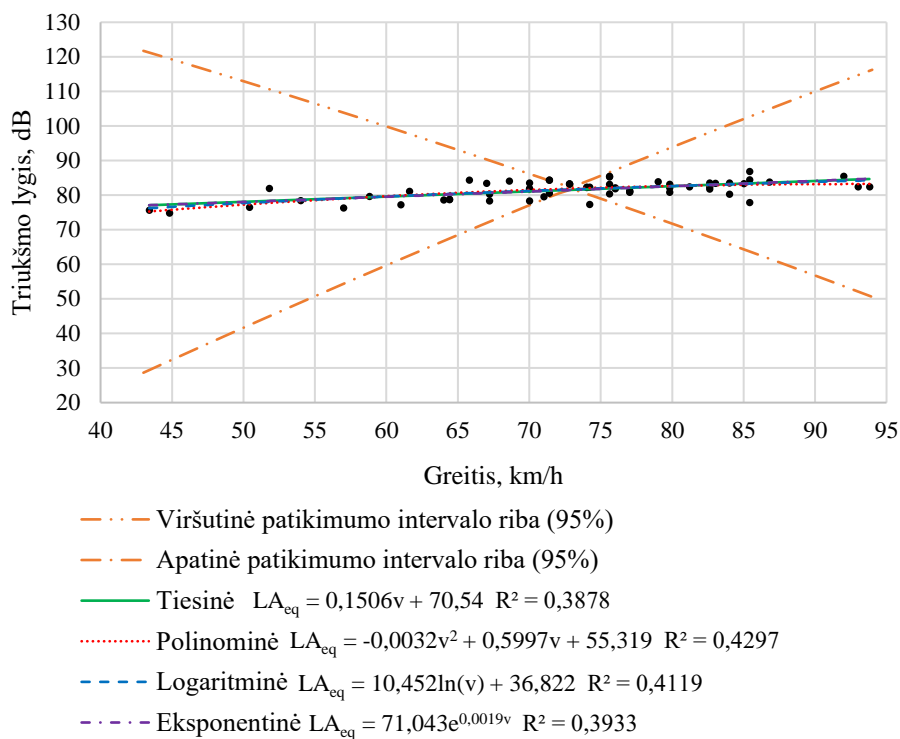 130
120
110
100
90
80
70
60
50
40
30
20
Triukšmo lygis, dB
40 45 50 55 60 65 70 75 80 85 90 95
Greitis, km/h
Viršutinė patikimumo intervalo riba (95%)
Apatinė patikimumo intervalo riba (95%)
Tiesinė LAeq = 0,1506v + 70,54 R² = 0,3878
Polinominė LAeq = -0,0032v² + 0,5997v + 55,319 R² = 0,4297
Logaritminė LAeq = 10,452ln(v) + 36,822 R² = 0,4119
Eksponentinė LAeq = 71,043e^0,0019v R² = 0,3933